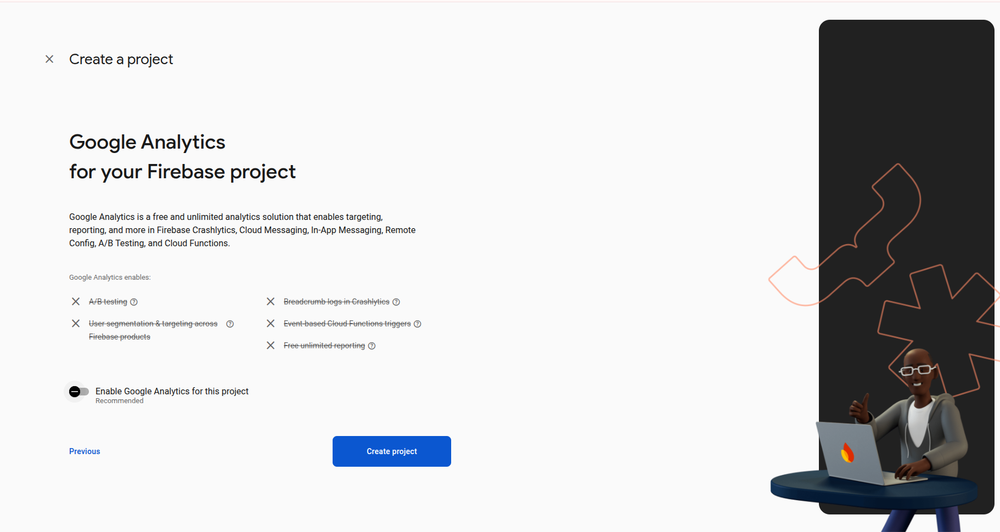 Create a project
Google Analytics
for your Firebase project
Google Analytics is a free and unlimited analytics solution that enables targeting,
reporting, and more in Firebase Crashlytics, Cloud Messaging, In-App Messaging, Remote
Config, A/B Testing, and Cloud Functions.
Google Analytics enables:
A/B testing
User segmentation & targeting across
Firebase products
Breadcrumb logs in Crashlytics
Event-based Cloud Functions triggers
Free unlimited reporting
Enable Google Analytics for this project
Recommended
Previous
Create project